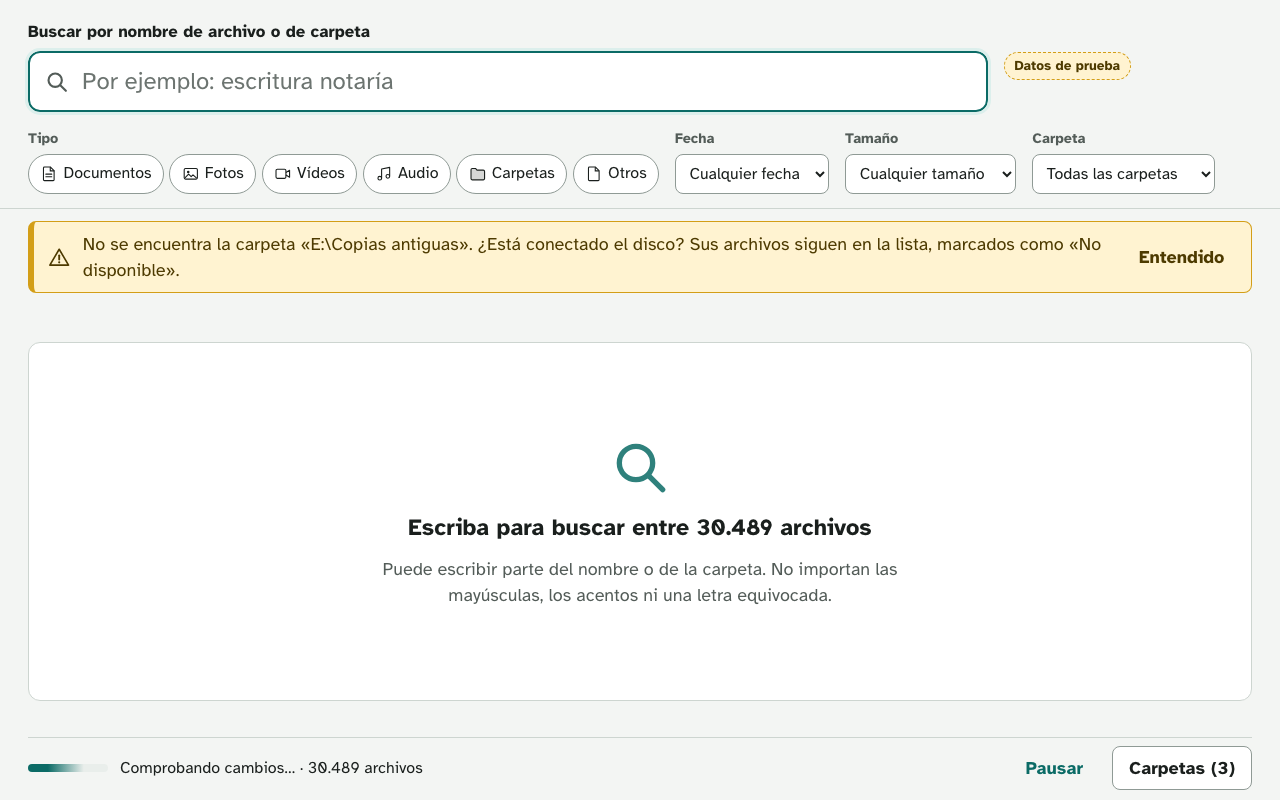 Buscar por nombre de archivo o de carpeta
Por ejemplo: escritura notaría
Datos de prueba
Tipo
Fecha
Tamaño
Carpeta
Documentos
Fotos
Vídeos
Audio
Carpetas
Otros
Cualquier fecha
Cualquier tamaño
Todas las carpetas
No se encuentra la carpeta «E:\Copias antiguas». ¿Está conectado el disco? Sus archivos siguen en la lista, marcados como «No
disponible».
Entendido
Escriba para buscar entre 30.489 archivos
Puede escribir parte del nombre o de la carpeta. No importan las
mayúsculas, los acentos ni una letra equivocada.
Comprobando cambios... · 30.489 archivos
Pausar
Carpetas (3)